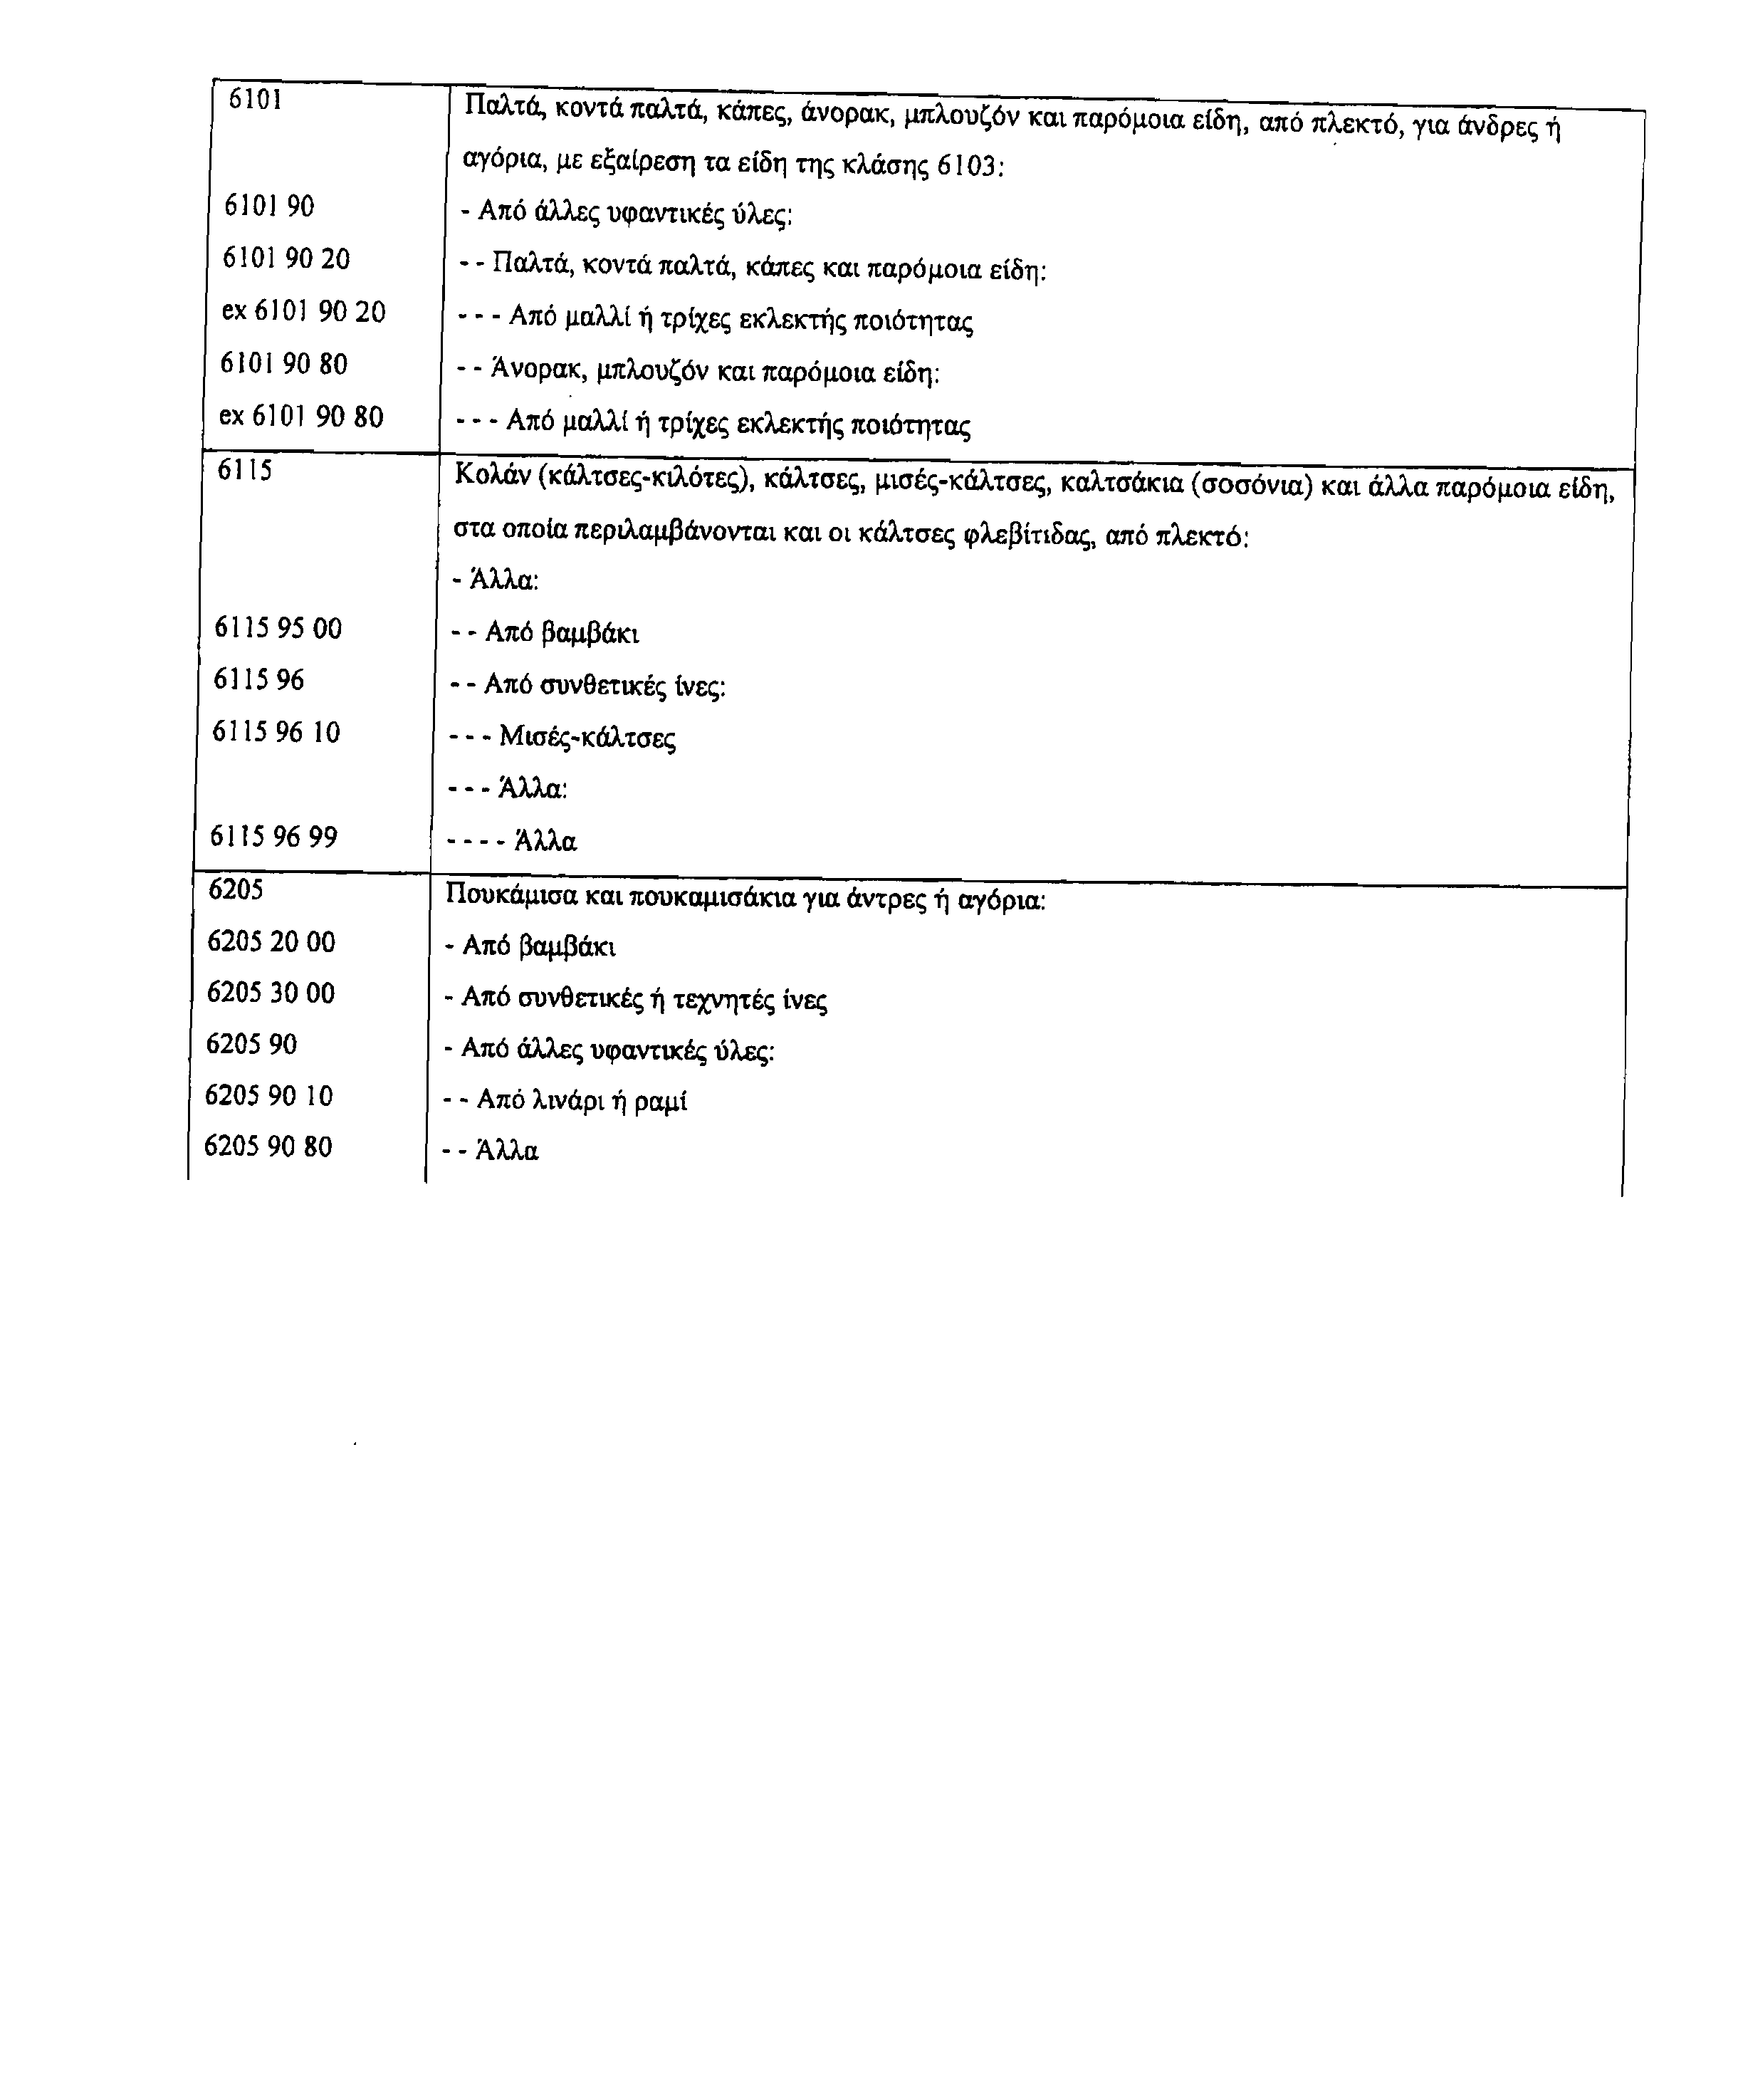 6101 Παλτά, κοντά παλτά, κάπες, άνορακ, μπλουζόν και παρόμοια είδη, από πλεκτό, για άνδρες ή
αγόρια, με εξαίρεση τα είδη της κλάσης 6103:
6101 90 - Από άλλες υφαντικές ύλες:
6101 90 20 - - Παλτά, κοντά παλτά, κάπες και παρόμοια είδη:
ex 6101 90 20 - - - Από μαλλί ή τρίχες εκλεκτής ποιότητας
6101 90 80 - - Άνορακ, μπλουζόν και παρόμοια είδη:
ex 6101 90 80 - - - Από μαλλί ή τρίχες εκλεκτής ποιότητας
6115 Κολάν (κάλτσες-κιλότες), κάλτσες, μισές-κάλτσες, καλτσάκια (σοσόνια) και άλλα παρόμοια είδη,
στα οποία περιλαμβάνονται και οι κάλτσες φλεβίτιδας, από πλεκτό:
- Άλλα:
6115 95 00 - - Από βαμβάκι
6115 96 - - Από συνθετικές ίνες:
6115 96 10 - - - Μισές-κάλτσες
- - - Άλλα:
6115 96 99 - - - - Άλλα
6205 Πουκάμισα και πουκαμισάκια για άντρες ή αγόρια:
6205 20 00 - Από βαμβάκι
6205 30 00 - Από συνθετικές ή τεχνητές ίνες
6205 90 - Από άλλες υφαντικές ύλες:
6205 90 10 - - Από λινάρι ή ραμί
6205 90 80 - - Άλλα